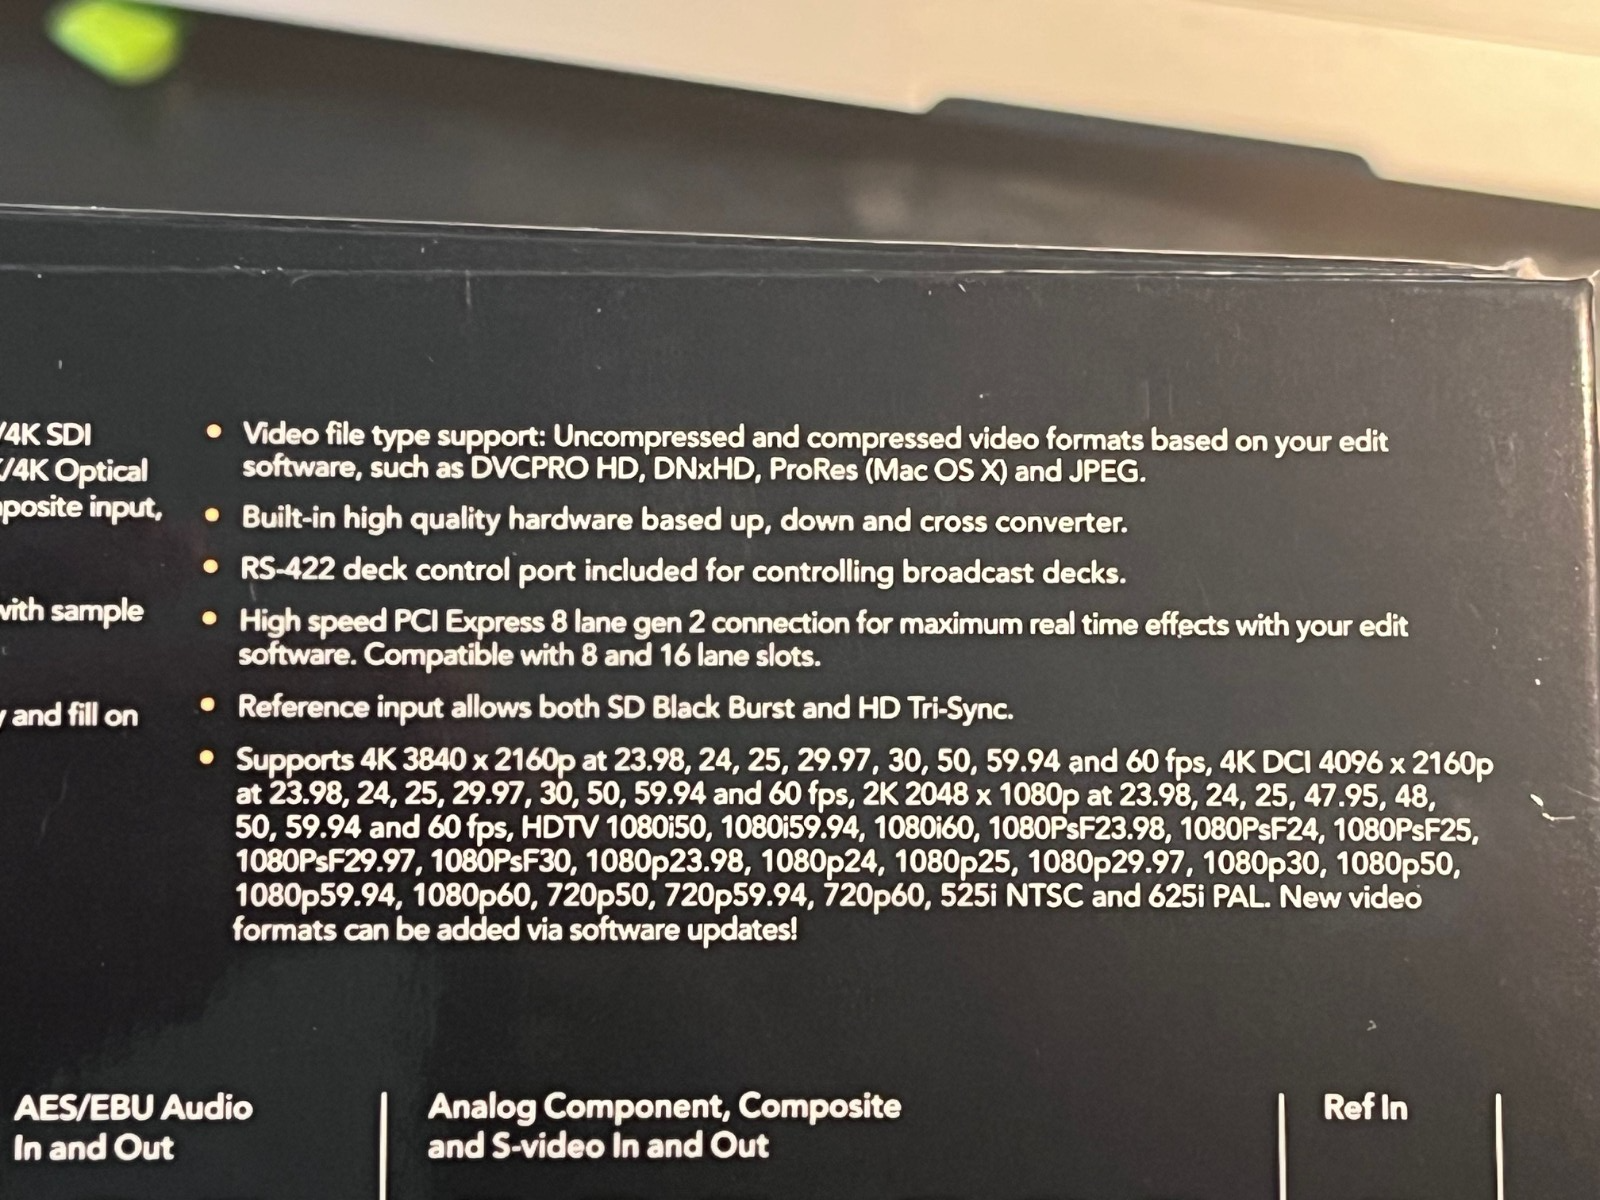 /4K SDI
/4K Optical
posite input,
with sample
and fill on
• Video file type support: Uncompressed and compressed video formats based on your edit
software, such as DVCPRO HD, DNxHD, ProRes (Mac OS X) and JPEG.
• Built-in high quality hardware based up, down and cross converter.
• RS-422 deck control port included for controlling broadcast decks.
• High speed PCI Express 8 lane gen 2 connection for maximum real time effects with your edit
software. Compatible with 8 and 16 lane slots.
• Reference input allows both SD Black Burst and HD Tri-Sync.
• Supports 4K 3840 x 2160p at 23.98, 24, 25, 29.97, 30, 50, 59.94 and 60 fps, 4K DCI 4096 x 2160p
at 23.98, 24, 25, 29.97, 30, 50, 59.94 and 60 fps, 2K 2048 x 1080p at 23.98, 24, 25, 47.95, 48,
50, 59.94 and 60 fps, HDTV 1080i50, 1080i59.94, 1080i60, 1080PsF23.98, 1080PsF24, 1080PsF25,
1080PsF29.97, 1080PsF30, 1080p23.98, 1080p24, 1080p25, 1080p29.97, 1080p30, 1080p50,
1080p59.94, 1080p60, 720p50, 720p59.94, 720p60, 525i NTSC and 625i PAL. New video
formats can be added via software updates!
AES/EBU Audio
In and Out
Analog Component, Composite
and S-video In and Out
Ref In